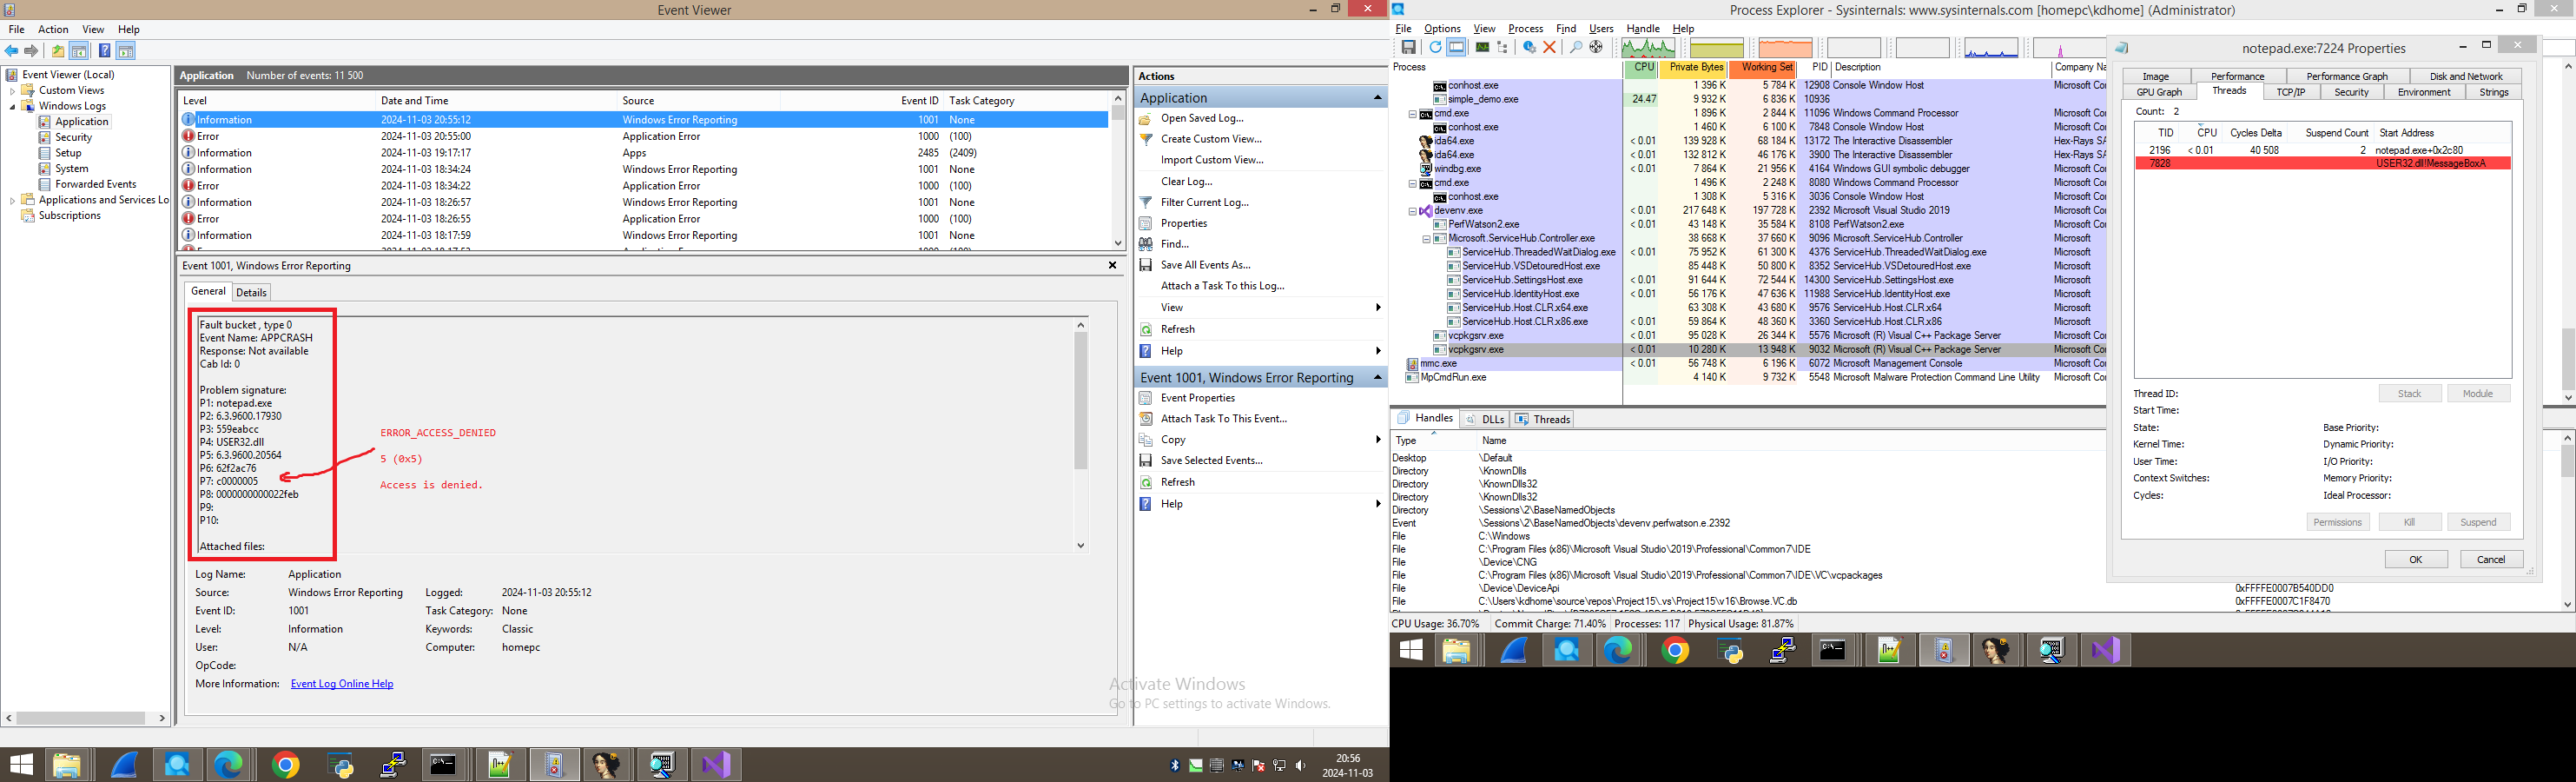 Event Viewer
File Action View Help
Event Viewer (Local)
Custom Views
Windows Logs
Application
Security
Setup
System
Forwarded Events
Applications and Services Lo
Subscriptions
Application Number of events: 11 500
Level Date and Time Source Event ID Task Category
Information 2024-11-03 20:55:12 Windows Error Reporting 1001 None
Error 2024-11-03 20:55:00 Application Error 1000 (100)
Information 2024-11-03 19:17:17 Apps 2485 (2409)
Information 2024-11-03 18:34:24 Windows Error Reporting 1001 None
Error 2024-11-03 18:34:22 Application Error 1000 (100)
Information 2024-11-03 18:26:57 Windows Error Reporting 1001 None
Error 2024-11-03 18:26:55 Application Error 1000 (100)
Information 2024-11-03 18:17:59 Windows Error Reporting 1001 None
Event 1001, Windows Error Reporting
General Details
Fault bucket , type 0
Event Name: APPCRASH
Response: Not available
Cab Id: 0
Problem signature:
P1: notepad.exe
P2: 6.3.9600.17930
P3: 559eabcc
P4: USER32.dll
P5: 6.3.9600.20564
P6: 62f2ac76
P7: c0000005
P8: 0000000000022feb
P9:
P10:
Attached files:
ERROR_ACCESS_DENIED
5 (0x5)
Access is denied.
Log Name: Application
Source: Windows Error Reporting Logged: 2024-11-03 20:55:12
Event ID: 1001 Task Category: None
Level: Information Keywords: Classic
User: N/A Computer: homepc
OpCode:
More Information: Event Log Online Help
Actions
Application
Open Saved Log...
Create Custom View...
Import Custom View...
Clear Log...
Filter Current Log...
Properties
Find...
Save All Events As...
Attach a Task To this Log...
View
Refresh
Help
Event 1001, Windows Error Reporting
Event Properties
Attach Task To This Event...
Copy
Save Selected Events...
Refresh
Help
Activate Windows
Go to PC settings to activate Windows.
20:56
2024-11-03
Process Explorer - Sysinternals: www.sysinternals.com [homepc\kdhome] (Administrator)
File Options View Process Find Users Handle Help
Process CPU Private Bytes Working Set PID Description Company Na
conhost.exe 1 396 K 5 784 K 12908 Console Window Host Microsoft Co
simple_demo.exe 24.47 9 932 K 6 836 K 10936
cmd.exe 1 896 K 2 844 K 11096 Windows Command Processor Microsoft Co
conhost.exe 1 460 K 6 100 K 7848 Console Window Host Microsoft Co
ida64.exe < 0.01 139 928 K 68 184 K 13172 The Interactive Disassembler Hex-Rays SA
ida64.exe < 0.01 132 812 K 46 176 K 3900 The Interactive Disassembler Hex-Rays SA
windbg.exe < 0.01 7 864 K 21 956 K 4164 Windows GUI symbolic debugger Microsoft
cmd.exe 1 496 K 2 248 K 8080 Windows Command Processor Microsoft Co
conhost.exe 1 308 K 5 316 K 3036 Console Window Host Microsoft Co
devenv.exe < 0.01 217 648 K 197 728 K 2392 Microsoft Visual Studio 2019 Microsoft Co
PerfWatson2.exe < 0.01 43 148 K 35 584 K 8108 PerfWatson2.exe Microsoft Co
Microsoft.ServiceHub.Controller.exe 38 668 K 37 660 K 9096 Microsoft.ServiceHub.Controller Microsoft
ServiceHub.ThreadedWaitDialog.exe < 0.01 75 952 K 61 300 K 4376 ServiceHub.ThreadedWaitDialog.exe Microsoft
ServiceHub.VSDetouredHost.exe 85 448 K 50 800 K 8352 ServiceHub.VSDetouredHost.exe Microsoft
ServiceHub.SettingsHost.exe < 0.01 91 644 K 72 544 K 14300 ServiceHub.SettingsHost.exe Microsoft
ServiceHub.IdentityHost.exe < 0.01 56 176 K 47 636 K 11988 ServiceHub.IdentityHost.exe Microsoft
ServiceHub.Host.CLR.x64.exe 63 308 K 43 680 K 9576 ServiceHub.Host.CLR.x64 Microsoft
ServiceHub.Host.CLR.x86.exe < 0.01 59 864 K 48 360 K 3360 ServiceHub.Host.CLR.x86 Microsoft
vcpkgsrv.exe < 0.01 95 028 K 26 344 K 5576 Microsoft (R) Visual C++ Package Server Microsoft Co
vcpkgsrv.exe < 0.01 10 280 K 13 948 K 9032 Microsoft (R) Visual C++ Package Server Microsoft Co
mmc.exe < 0.01 56 748 K 6 196 K 6072 Microsoft Management Console Microsoft Co
MpCmdRun.exe 4 140 K 9 732 K 5548 Microsoft Malware Protection Command Line Utility Microsoft Co
Handles DLLs Threads
Type Name
Desktop \Default
Directory \KnownDlls
Directory \KnownDlls32
Directory \KnownDlls32
Directory \Sessions\2\BaseNamedObjects
Event \Sessions\2\BaseNamedObjects\devenv.perfwatson.e.2392
File C:\Windows
File C:\Program Files (x86)\Microsoft Visual Studio\2019\Professional\Common7\IDE
File \Device\CNG
File C:\Program Files (x86)\Microsoft Visual Studio\2019\Professional\Common7\IDE\VC\vcpackages
File \Device\DeviceApi 0xFFFFE0007B540DD0
File C:\Users\kdhome\source\repos\Project15\.vs\Project15\v16\Browse.VC.db 0xFFFFE0007C1F8470
CPU Usage: 36.70% Commit Charge: 71.40% Processes: 117 Physical Usage: 81.87%
notepad.exe:7224 Properties
Image Performance Performance Graph Disk and Network
GPU Graph Threads TCP/IP Security Environment Strings
Count: 2
TID CPU Cycles Delta Suspend Count Start Address
2196 < 0.01 40 508 2 notepad.exe+0x2c80
7828 USER32.dll!MessageBoxA
Thread ID: Stack Module
Start Time:
State: Base Priority:
Kernel Time: Dynamic Priority:
User Time: I/O Priority:
Context Switches: Memory Priority:
Cycles: Ideal Processor:
Permissions Kill Suspend
OK Cancel